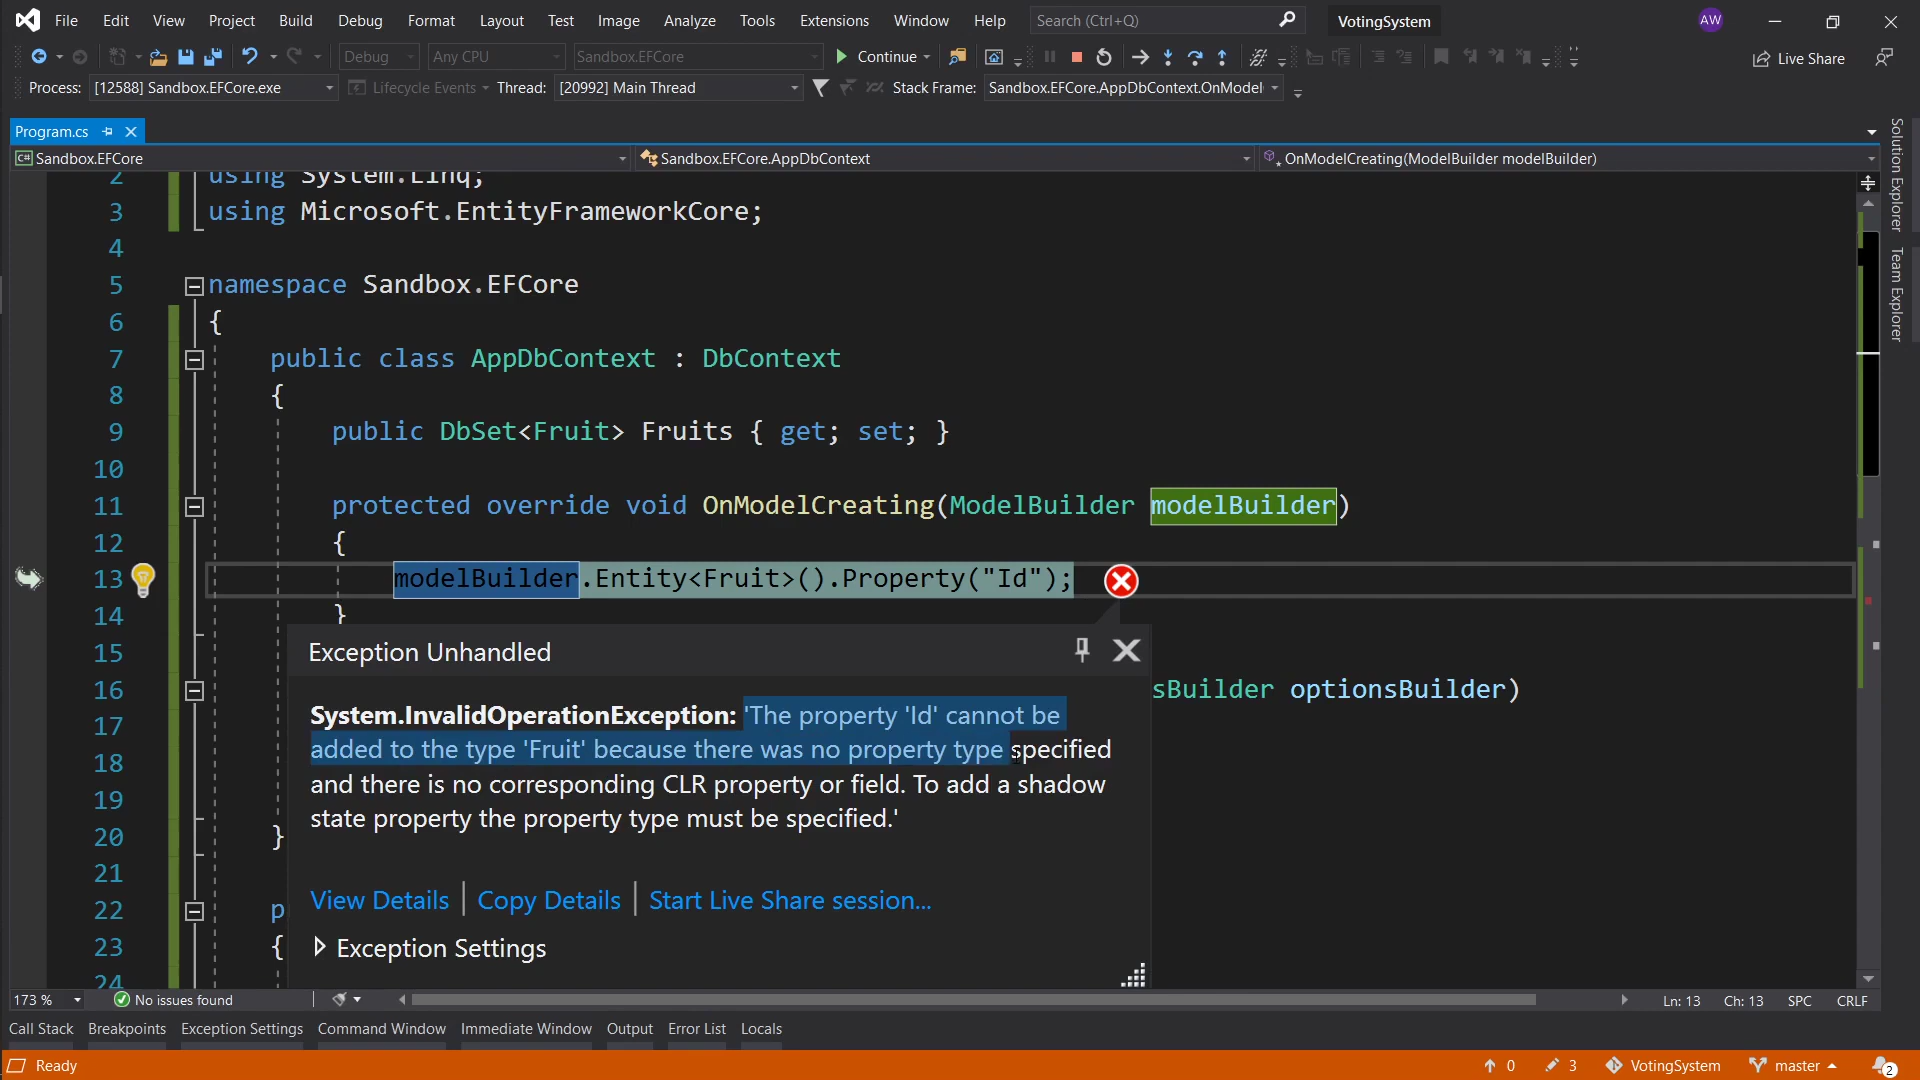 File Edit View Project Build Debug Format Layout Test Image Analyze Tools Extensions Window Help Search (Ctrl+Q) VotingSystem AW
Debug Any CPU Sandbox.EFCore Continue Live Share
Process: [12588] Sandbox.EFCore.exe Lifecycle Events Thread: [20992] Main Thread Stack Frame: Sandbox.EFCore.AppDbContext.OnModel
Program.cs
C# Sandbox.EFCore Sandbox.EFCore.AppDbContext OnModelCreating(ModelBuilder modelBuilder)
2 using System.Linq;
3 using Microsoft.EntityFrameworkCore;
4
5 namespace Sandbox.EFCore
6 {
7 public class AppDbContext : DbContext
8 {
9 public DbSet<Fruit> Fruits { get; set; }
10
11 protected override void OnModelCreating(ModelBuilder modelBuilder)
12 {
13 modelBuilder.Entity<Fruit>().Property("Id");
14 }
15
16 sBuilder optionsBuilder)
17
18
19
20 }
21
22 p
23 {
24
Exception Unhandled
System.InvalidOperationException: 'The property 'Id' cannot be
added to the type 'Fruit' because there was no property type specified
and there is no corresponding CLR property or field. To add a shadow
state property the property type must be specified.'
View Details | Copy Details | Start Live Share session...
Exception Settings
Solution Explorer
Team Explorer
173 % No issues found Ln: 13 Ch: 13 SPC CRLF
Call Stack Breakpoints Exception Settings Command Window Immediate Window Output Error List Locals
Ready 0 3 VotingSystem master 2